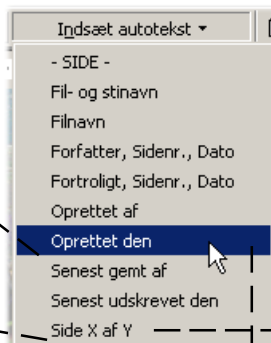 Indsæt autotekst
- SIDE -
Fil- og stinavn
Filnavn
Forfatter, Sidenr., Dato
Fortroligt, Sidenr., Dato
Oprettet af
Oprettet den
Senest gemt af
Senest udskrevet den
Side X af Y